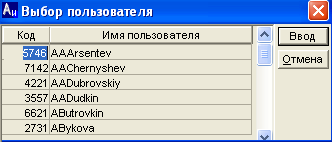 Выбор пользователя
Код Имя пользователя
5746 AAArsentev
7142 AAChernyshev
4221 AADubrovskiy
3557 AADudkin
6621 AButrovkin
2731 ABykova
Ввод
Отмена